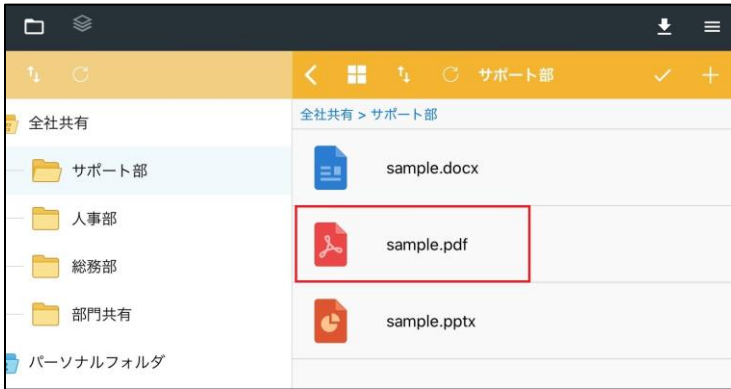 サポート部
全社共有
サポート部
人事部
総務部
部門共有
パーソナルフォルダ
全社共有 > サポート部
sample.docx
sample.pdf
sample.pptx